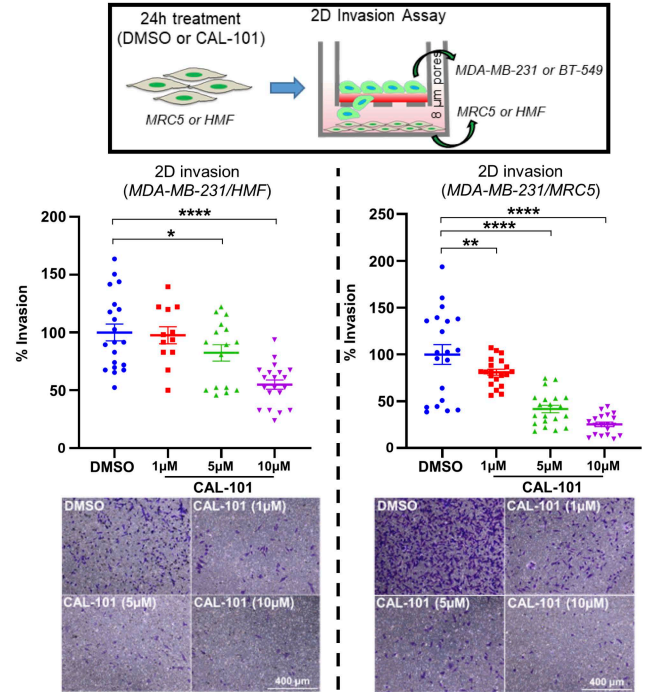 24h treatment
(DMSO or CAL-101)
MRC5 or HMF
2D Invasion Assay
8 µm pores
MDA-MB-231 or BT-549
MRC5 or HMF
2D invasion
(MDA-MB-231/HMF)
% Invasion
200
150
100
50
0
****
*
DMSO
1µM
5µM
10µM
CAL-101
DMSO
CAL-101 (1µM)
CAL-101 (5µM)
CAL-101 (10µM)
400 µm
2D invasion
(MDA-MB-231/MRC5)
% Invasion
250
200
150
100
50
0
****
****
**
DMSO
1µM
5µM
10µM
CAL-101
DMSO
CAL-101 (1µM)
CAL-101 (5µM)
CAL-101 (10µM)
400 µm